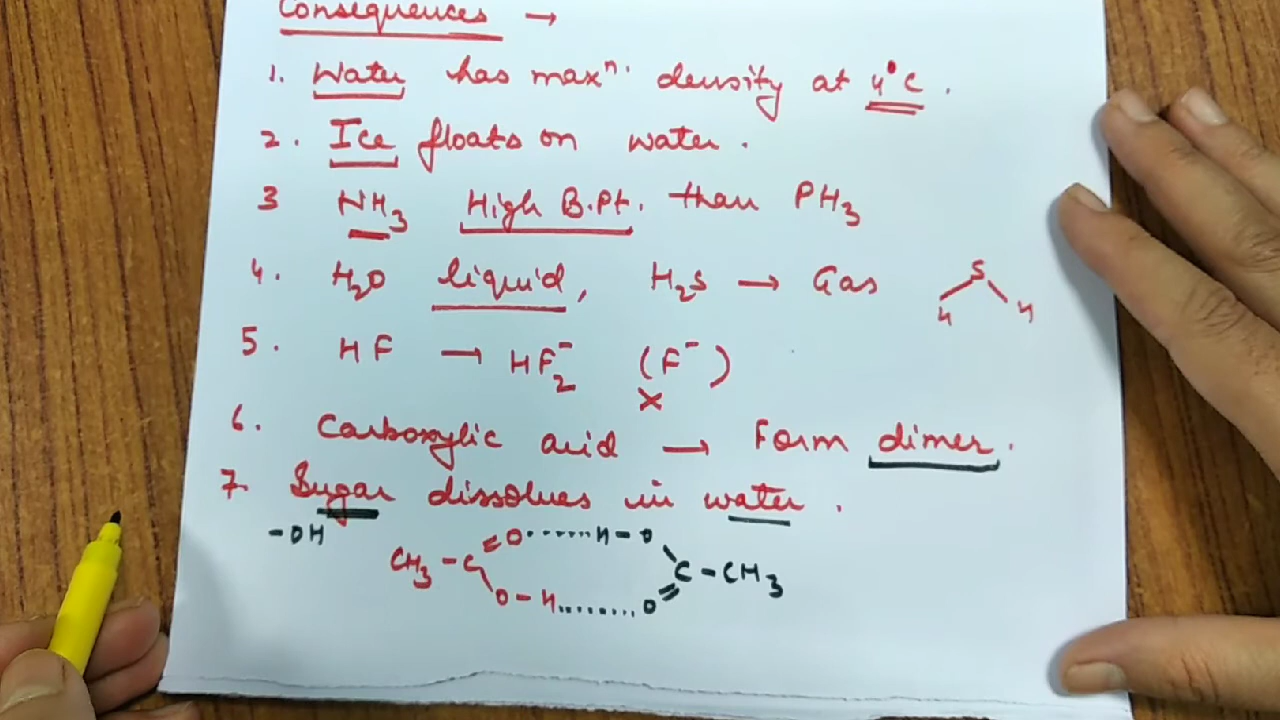 Consequences →
1. Water has maxⁿ. density at 4°C.
2. Ice floats on water.
3 NH₃ High B.Pt. than PH₃
4. H₂O liquid, H₂S → Gas
S
H H
5. HF → HF₂⁻ (F⁻)
×
6. Carboxylic acid → Form dimer.
7. Sugar dissolves in water.
-OH
O......H-O
CH₃-C C-CH₃
O-H........O